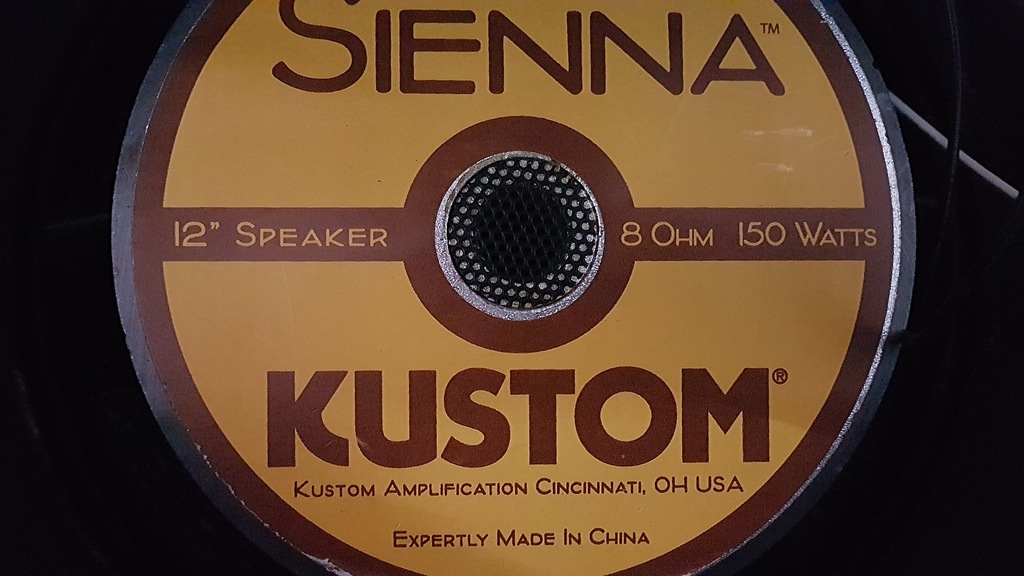 SIENNA™
12” SPEAKER 8 OHM 150 WATTS
KUSTOM®
KUSTOM AMPLIFICATION CINCINNATI, OH USA
EXPERTLY MADE IN CHINA